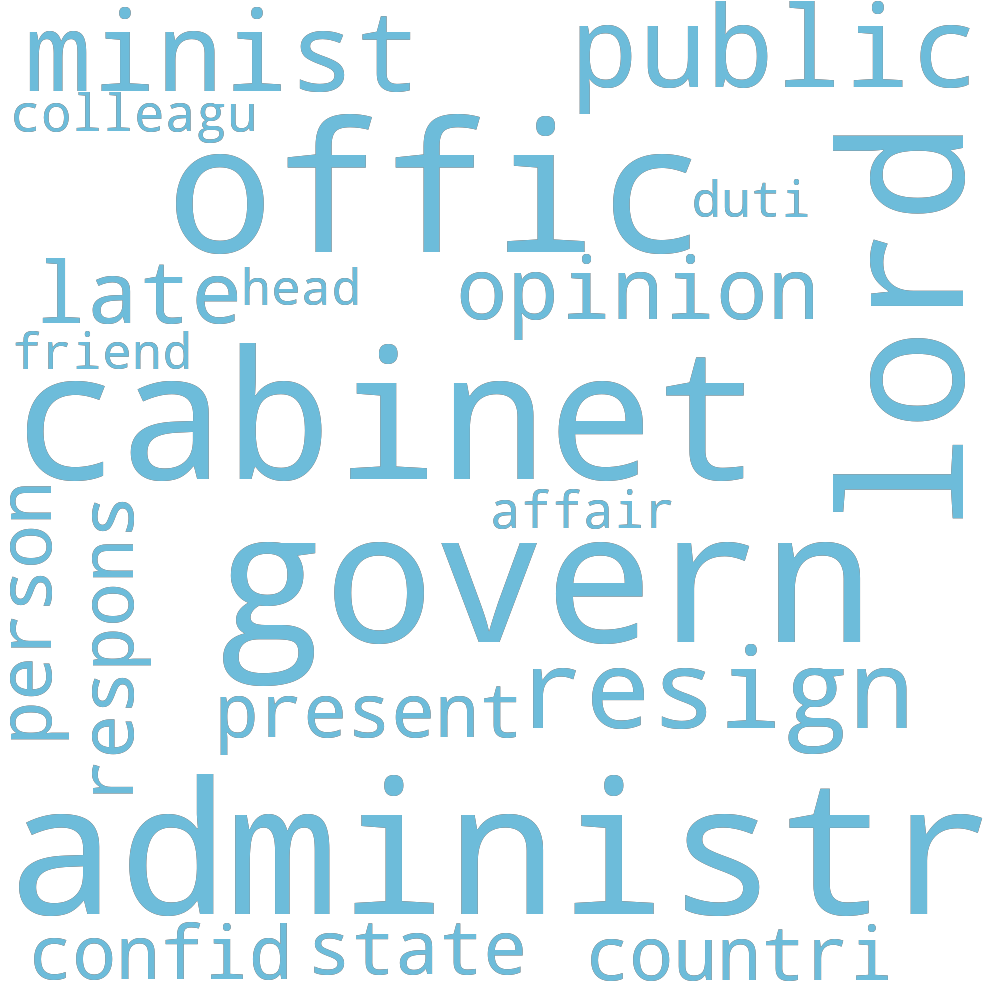 minist
public
colleagu
offic
duti
lord
late
head
opinion
friend
cabinet
affair
person
respons
govern
resign
present
administr
confid
state
countri